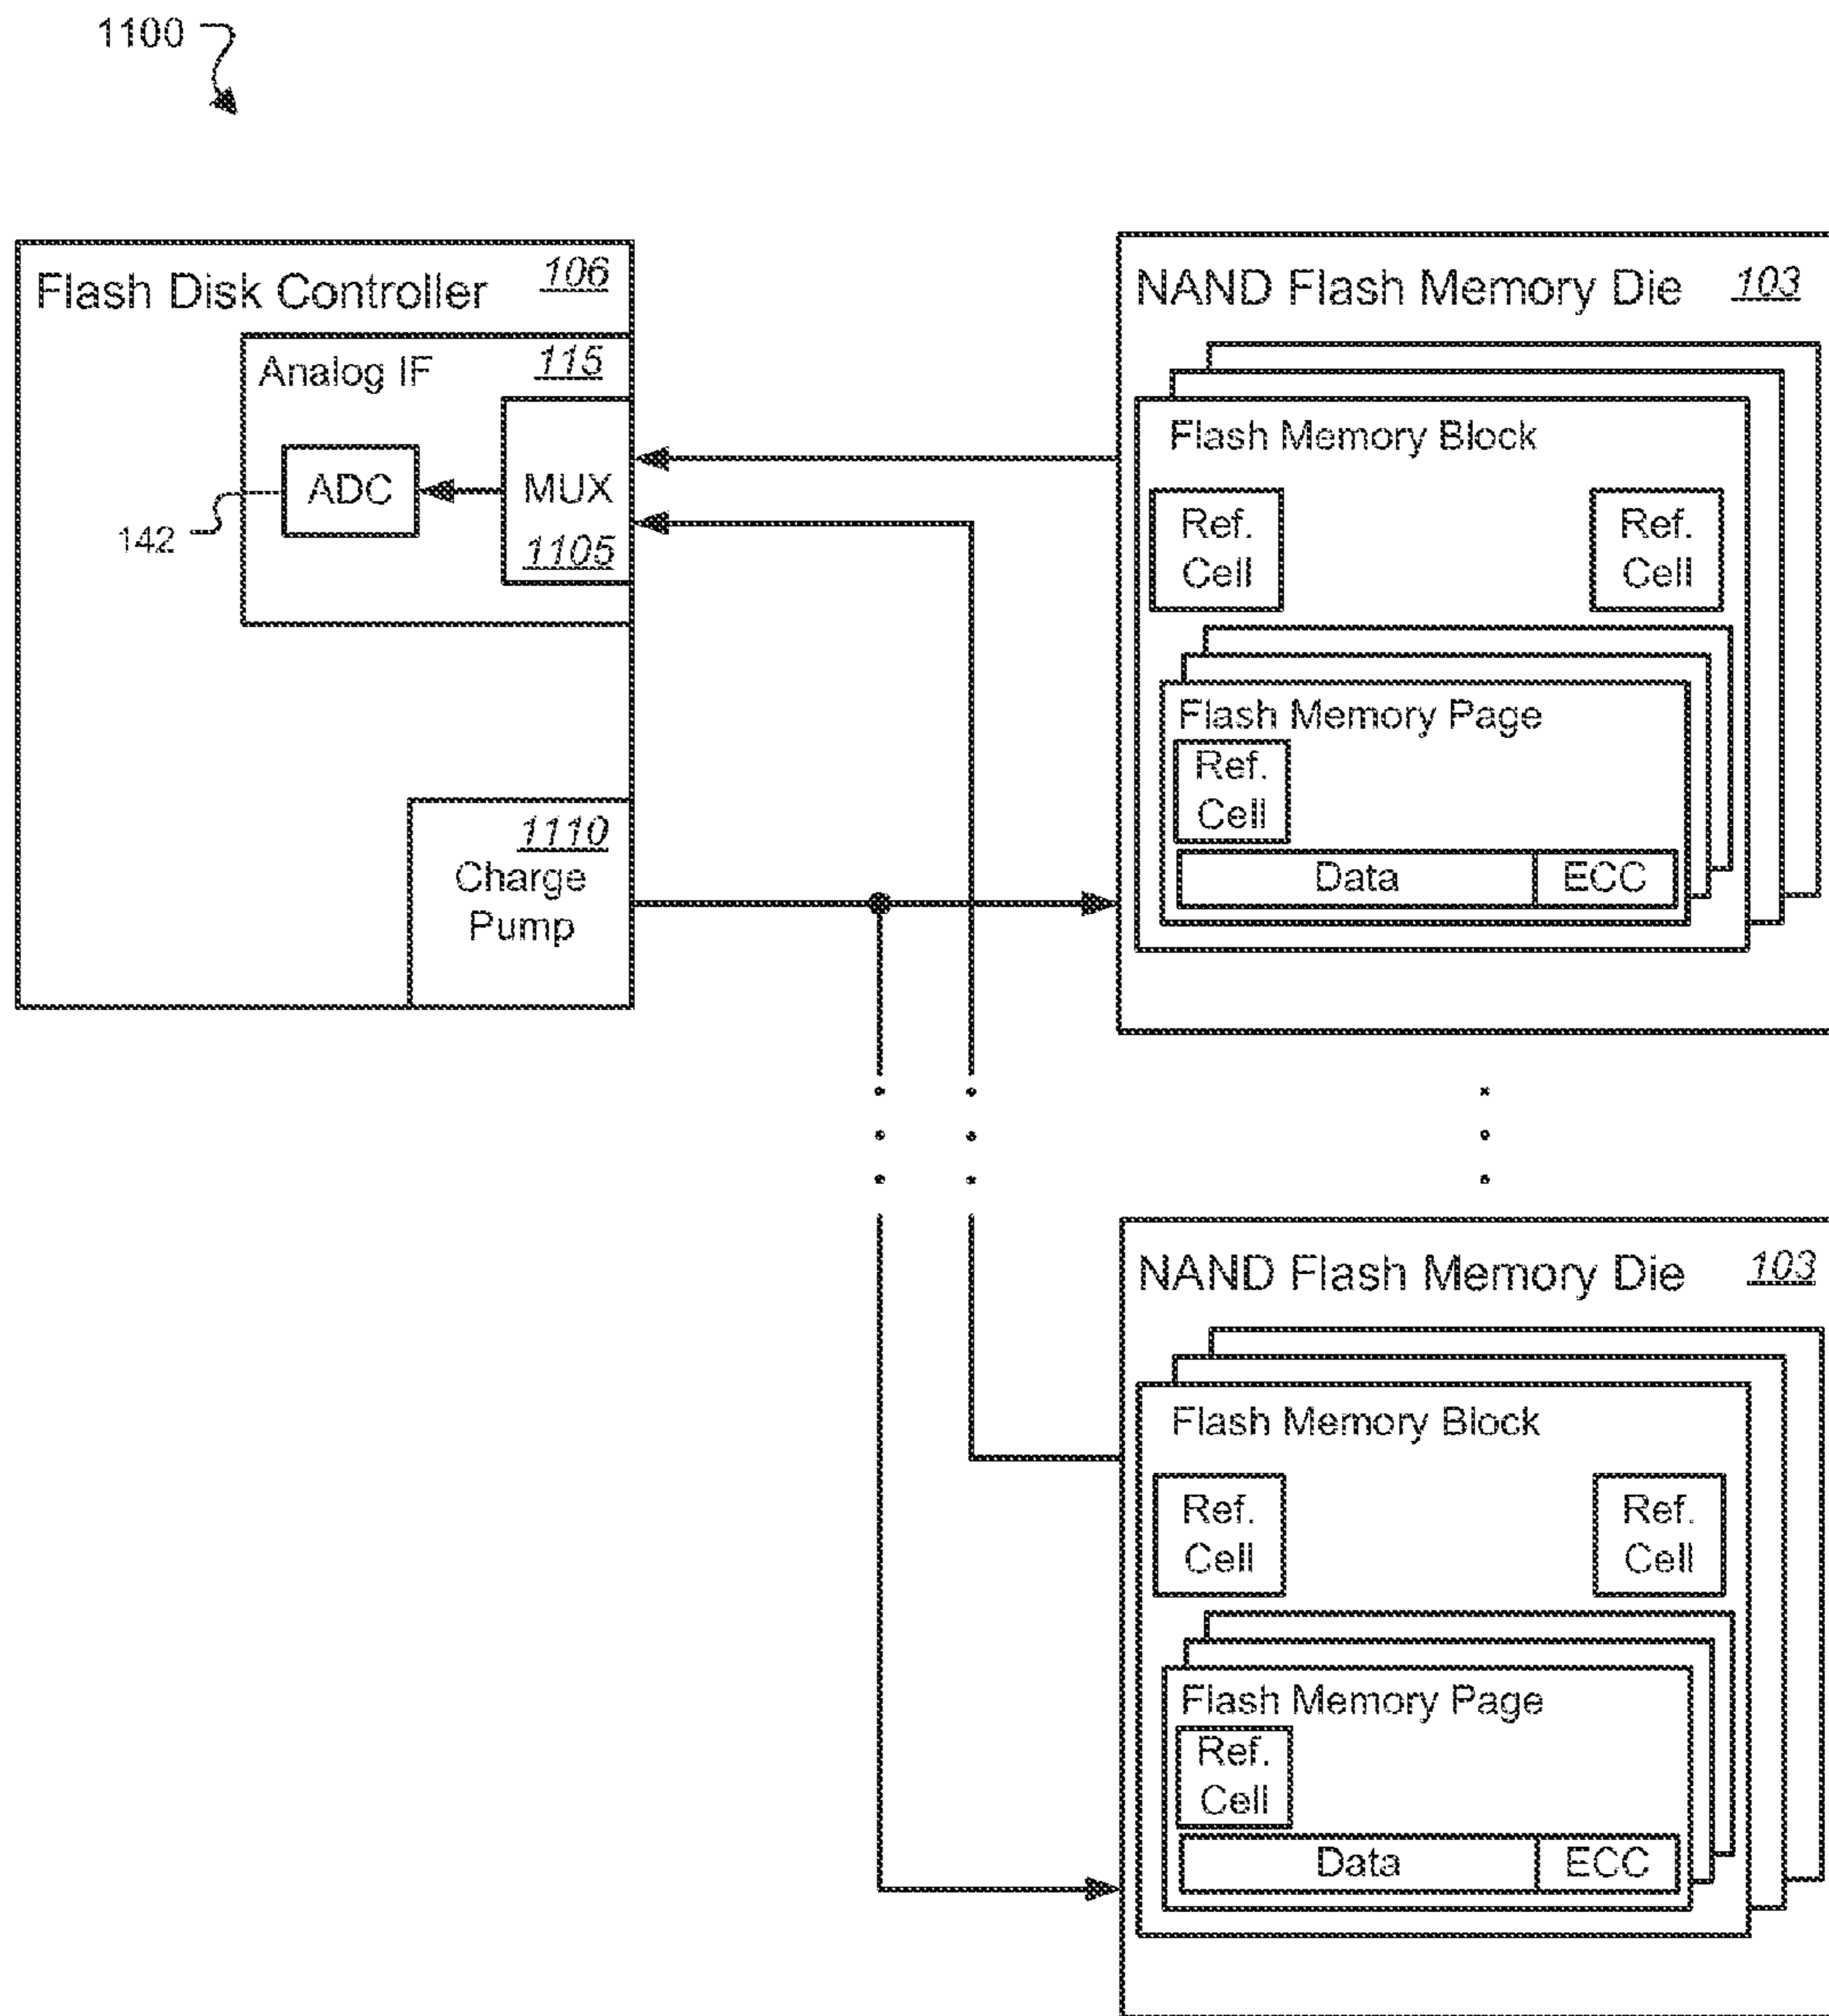 1100
Flash Disk Controller 106
Analog IF 115
ADC
MUX
1105
142
1110
Charge
Pump
NAND Flash Memory Die 103
Flash Memory Block
Ref.
Cell
Ref.
Cell
Flash Memory Page
Ref.
Cell
Data ECC
NAND Flash Memory Die 103
Flash Memory Block
Ref.
Cell
Ref.
Cell
Flash Memory Page
Ref.
Cell
Data ECC